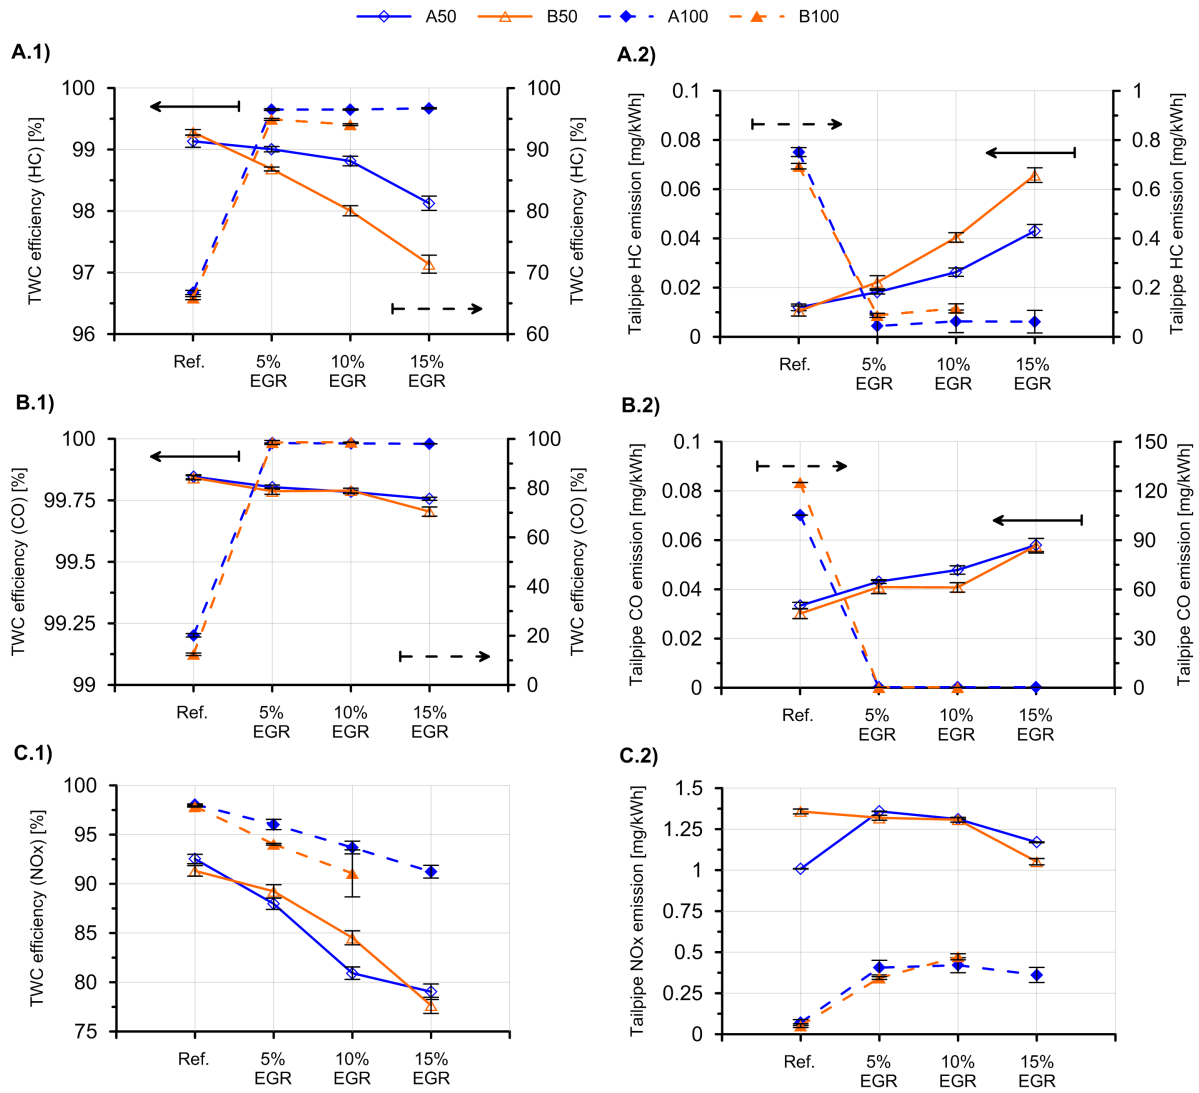 A50 B50 A100 B100
A.1)
TWC efficiency (HC) [%]
100
99
98
97
96
100
90
80
70
60
TWC efficiency (HC) [%]
Ref. 5% 10% 15%
EGR EGR EGR
A.2)
Tailpipe HC emission [mg/kWh]
0.1
0.08
0.06
0.04
0.02
0
1
0.8
0.6
0.4
0.2
0
Tailpipe HC emission [mg/kWh]
Ref. 5% 10% 15%
EGR EGR EGR
B.1)
TWC efficiency (CO) [%]
100
99.75
99.5
99.25
99
100
80
60
40
20
0
TWC efficiency (CO) [%]
Ref. 5% 10% 15%
EGR EGR EGR
B.2)
Tailpipe CO emission [mg/kWh]
0.1
0.08
0.06
0.04
0.02
0
150
120
90
60
30
0
Tailpipe CO emission [mg/kWh]
Ref. 5% 10% 15%
EGR EGR EGR
C.1)
TWC efficiency (NOx) [%]
100
95
90
85
80
75
Ref. 5% 10% 15%
EGR EGR EGR
C.2)
Tailpipe NOx emission [mg/kWh]
1.5
1.25
1
0.75
0.5
0.25
0
Ref. 5% 10% 15%
EGR EGR EGR